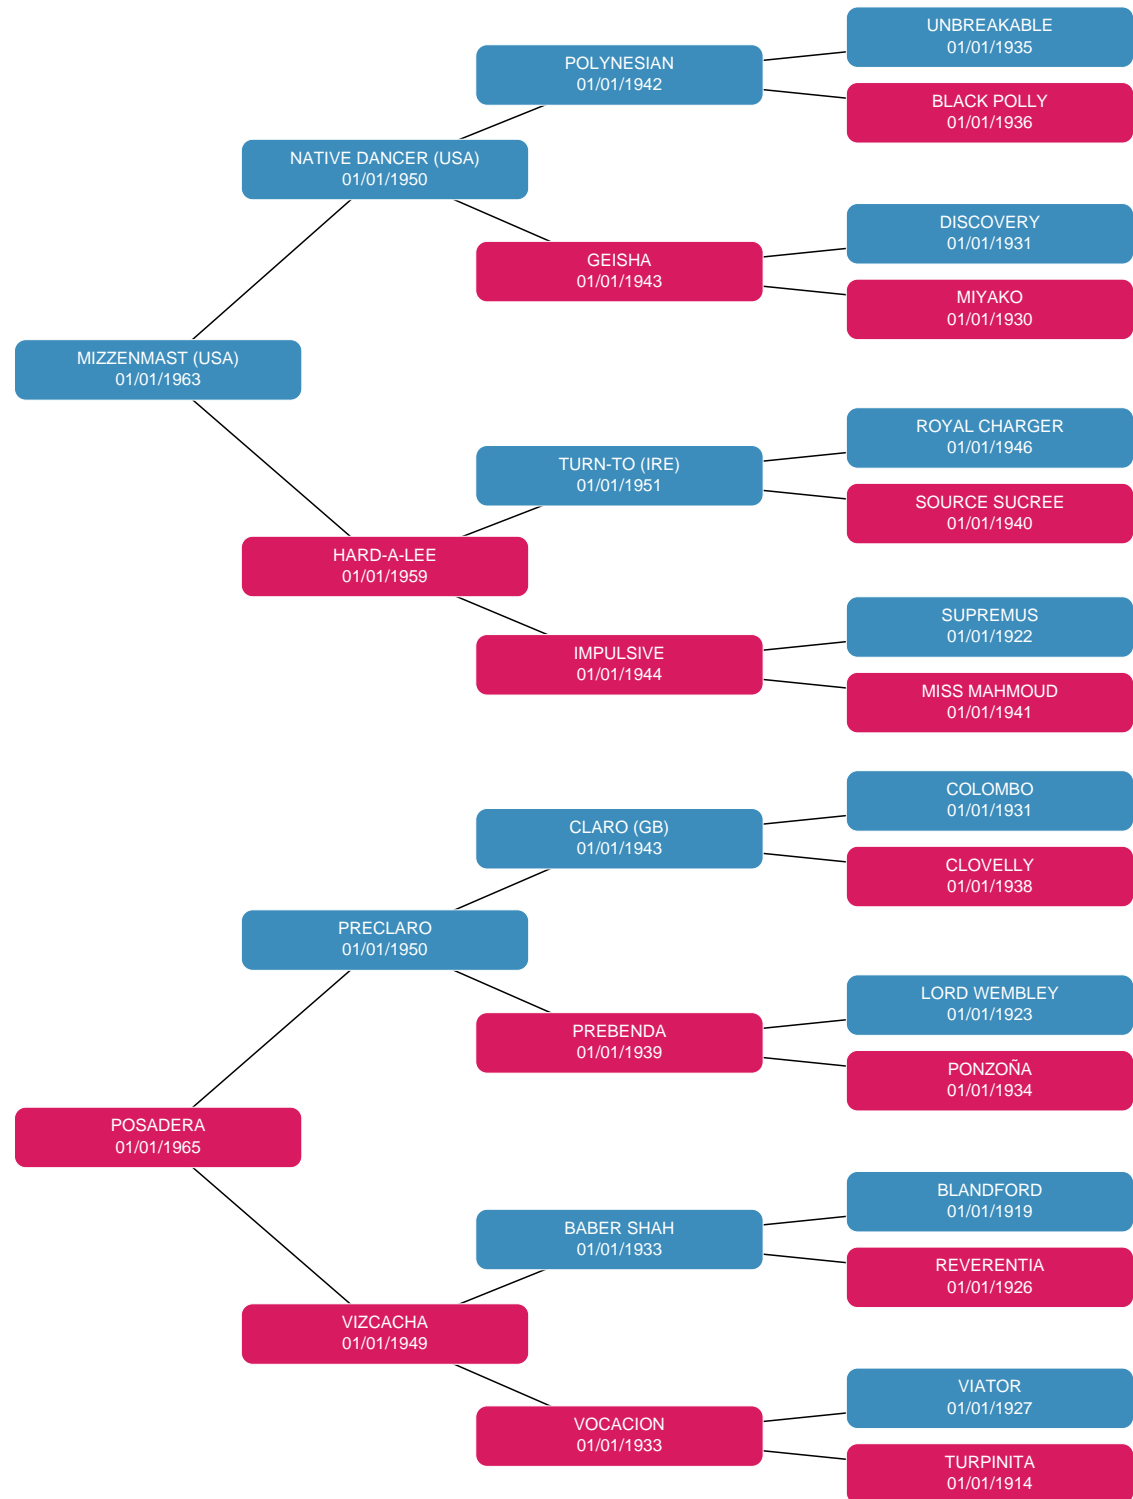 UNBREAKABLE
01/01/1935
POLYNESIAN
01/01/1942
BLACK POLLY
01/01/1936
NATIVE DANCER (USA)
01/01/1950
DISCOVERY
01/01/1931
GEISHA
01/01/1943
MIYAKO
01/01/1930
MIZZENMAST (USA)
01/01/1963
ROYAL CHARGER
01/01/1946
TURN-TO (IRE)
01/01/1951
SOURCE SUCREE
01/01/1940
HARD-A-LEE
01/01/1959
SUPREMUS
01/01/1922
IMPULSIVE
01/01/1944
MISS MAHMOUD
01/01/1941
COLOMBO
01/01/1931
CLARO (GB)
01/01/1943
CLOVELLY
01/01/1938
PRECLARO
01/01/1950
LORD WEMBLEY
01/01/1923
PREBENDA
01/01/1939
PONZOÑA
01/01/1934
POSADERA
01/01/1965
BLANDFORD
01/01/1919
BABER SHAH
01/01/1933
REVERENTIA
01/01/1926
VIZCACHA
01/01/1949
VIATOR
01/01/1927
VOCACION
01/01/1933
TURPINITA
01/01/1914